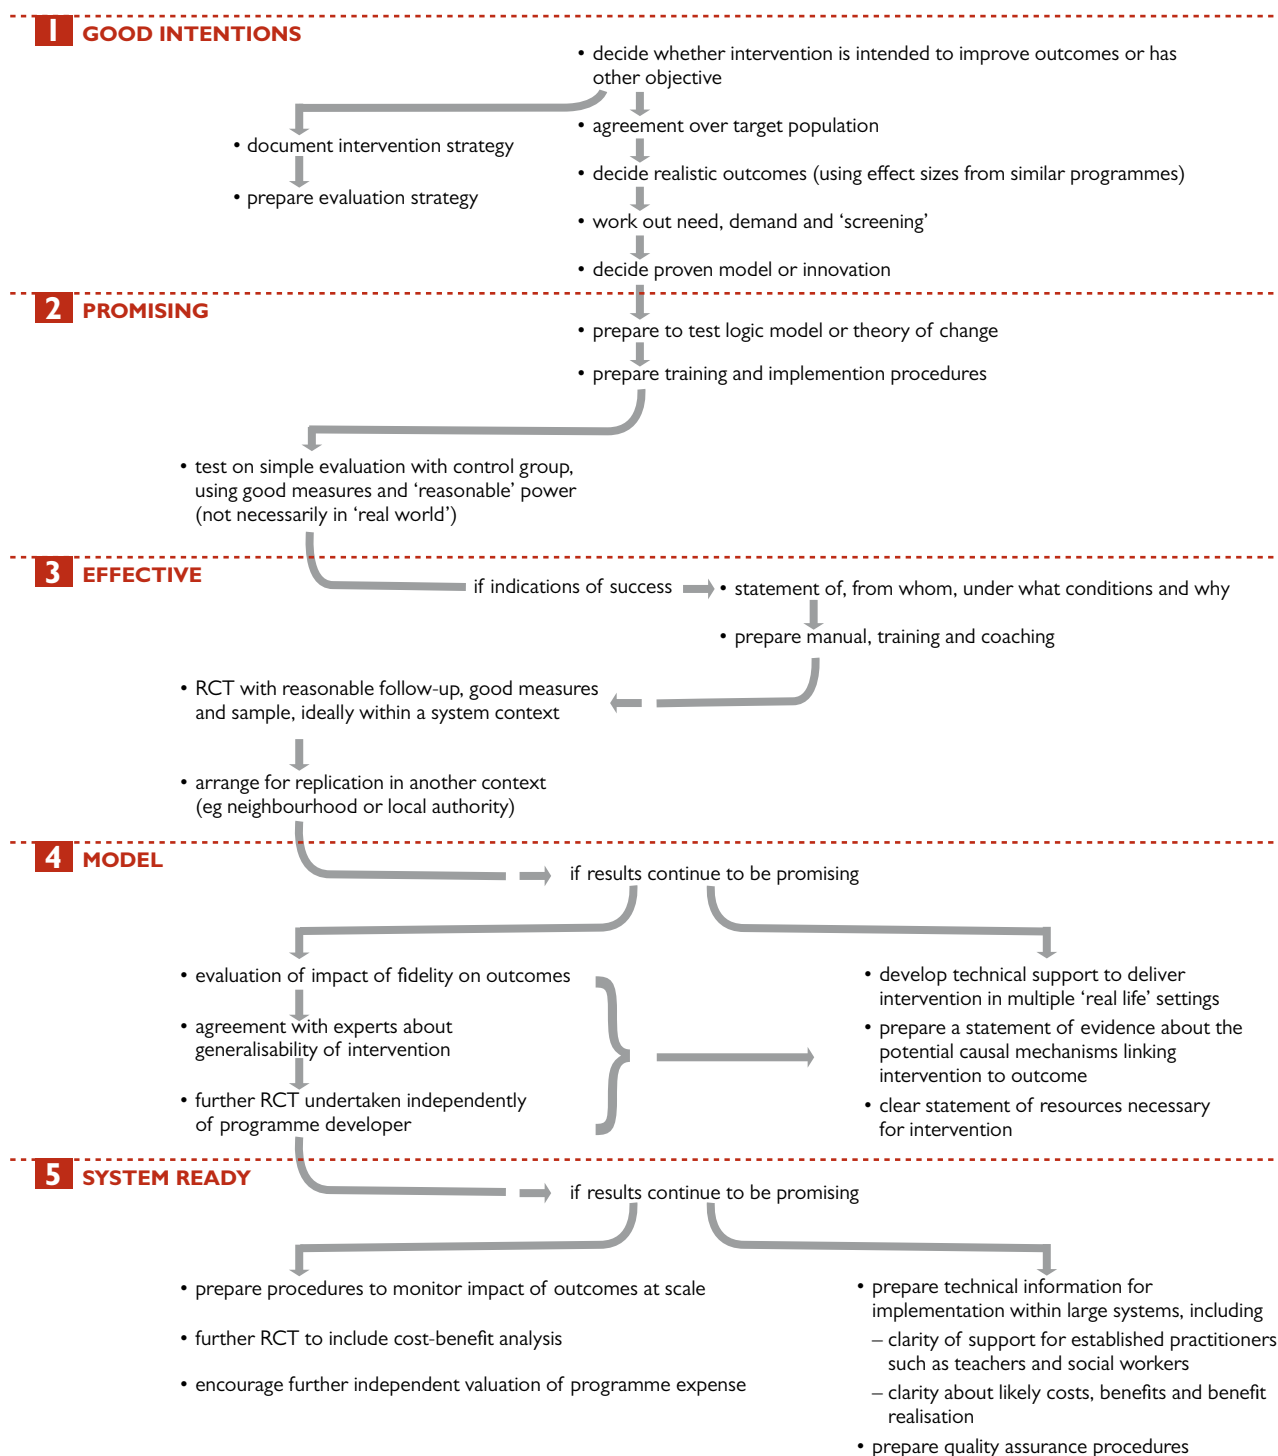 1 GOOD INTENTIONS
• decide whether intervention is intended to improve outcomes or has
other objective
• document intervention strategy
• prepare evaluation strategy
• agreement over target population
• decide realistic outcomes (using effect sizes from similar programmes)
• work out need, demand and ‘screening’
• decide proven model or innovation
2 PROMISING
• prepare to test logic model or theory of change
• prepare training and implemention procedures
• test on simple evaluation with control group,
using good measures and ‘reasonable’ power
(not necessarily in ‘real world’)
3 EFFECTIVE
if indications of success
• statement of, from whom, under what conditions and why
• prepare manual, training and coaching
• RCT with reasonable follow-up, good measures
and sample, ideally within a system context
• arrange for replication in another context
(eg neighbourhood or local authority)
4 MODEL
if results continue to be promising
• evaluation of impact of fidelity on outcomes
• agreement with experts about
generalisability of intervention
• further RCT undertaken independently
of programme developer
• develop technical support to deliver
intervention in multiple ‘real life’ settings
• prepare a statement of evidence about the
potential causal mechanisms linking
intervention to outcome
• clear statement of resources necessary
for intervention
5 SYSTEM READY
if results continue to be promising
• prepare procedures to monitor impact of outcomes at scale
• further RCT to include cost-benefit analysis
• encourage further independent valuation of programme expense
• prepare technical information for
implementation within large systems, including
– clarity of support for established practitioners
such as teachers and social workers
– clarity about likely costs, benefits and benefit
realisation
• prepare quality assurance procedures